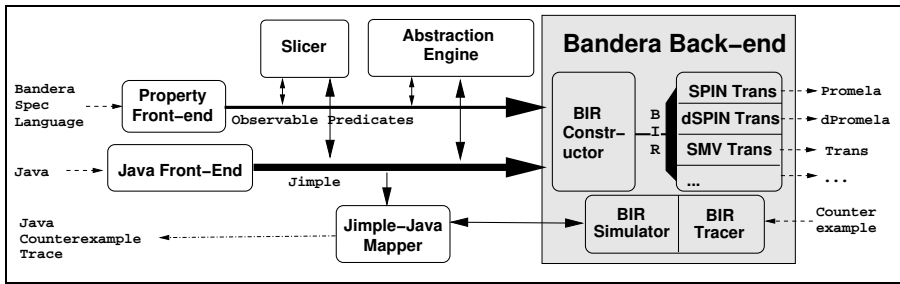 Slicer
Abstraction
Engine
Bandera Back-end
Bandera
Spec
Language
Property
Front-end
Observable Predicates
BIR
Constr-
uctor
B
I
R
SPIN Trans
dSPIN Trans
SMV Trans
...
Promela
dPromela
Trans
...
Java
Java Front-End
Jimple
Java
Counterexample
Trace
Jimple-Java
Mapper
BIR
Simulator
BIR
Tracer
Counter
example